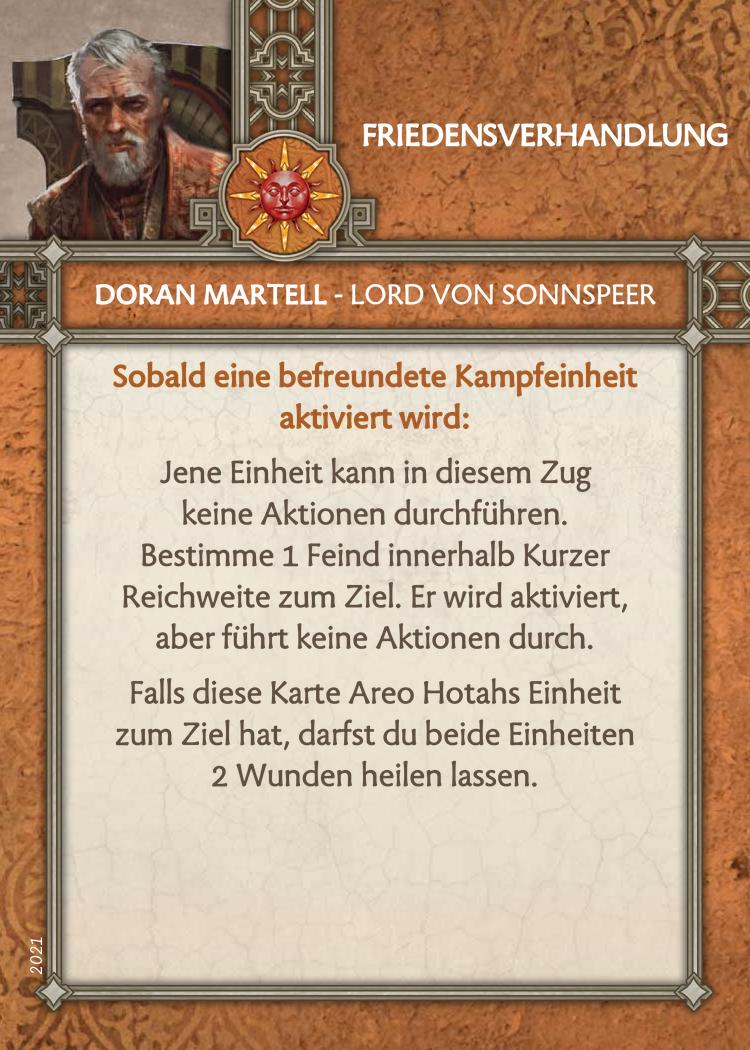 FRIEDENSVERHANDLUNG
DORAN MARTELL - LORD VON SONNSPEER
Sobald eine befreundete Kampfeinheit
aktiviert wird:
Jene Einheit kann in diesem Zug
keine Aktionen durchführen.
Bestimme 1 Feind innerhalb Kurzer
Reichweite zum Ziel. Er wird aktiviert,
aber führt keine Aktionen durch.
Falls diese Karte Areo Hotahs Einheit
zum Ziel hat, darfst du beide Einheiten
2 Wunden heilen lassen.
2021